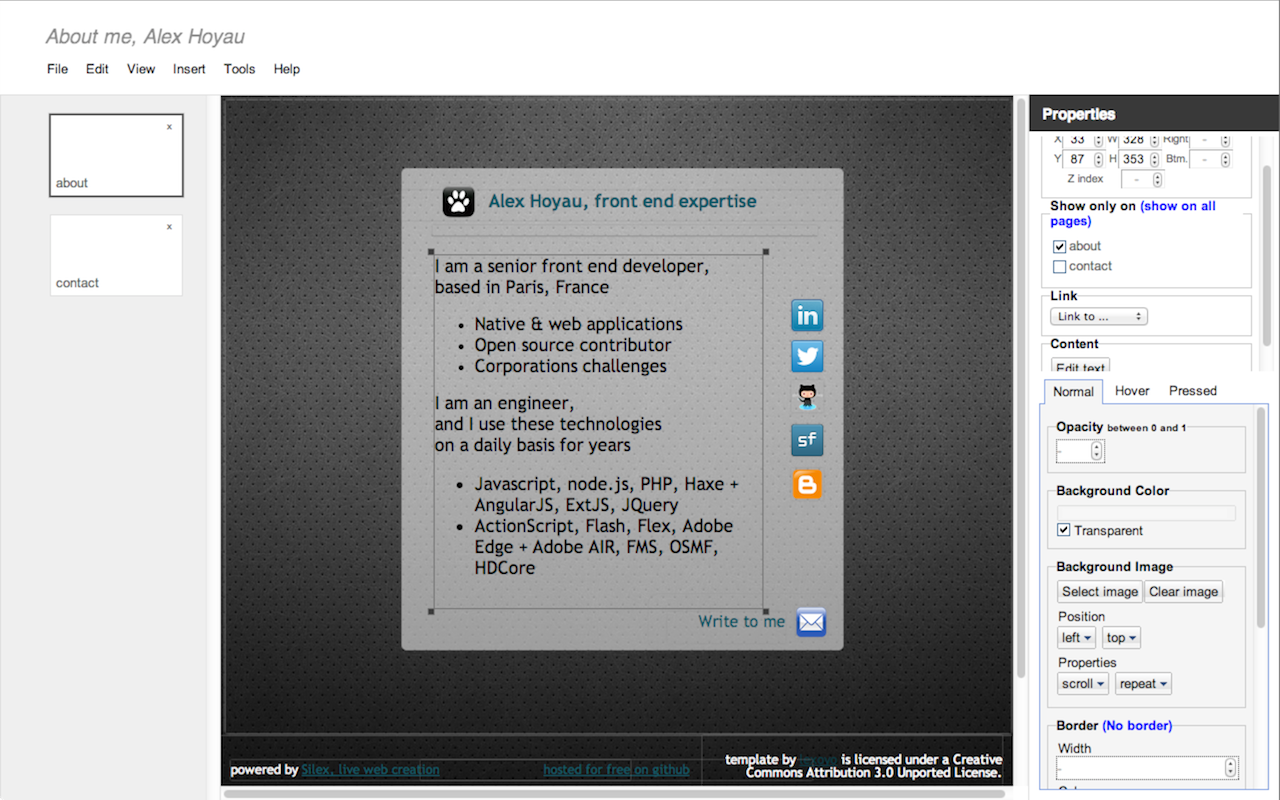 About me, Alex Hoyau
File Edit View Insert Tools Help
x
about
x
contact
Alex Hoyau, front end expertise
I am a senior front end developer,
based in Paris, France
• Native & web applications
• Open source contributor
• Corporations challenges
I am an engineer,
and I use these technologies
on a daily basis for years
• Javascript, node.js, PHP, Haxe +
AngularJS, ExtJS, JQuery
• ActionScript, Flash, Flex, Adobe
Edge + Adobe AIR, FMS, OSMF,
HDCore
in
sf
Write to me
powered by Silex, live web creation
hosted for free on github
template by is licensed under a Creative
Commons Attribution 3.0 Unported License.
Properties
X 33 W 328 Right -
Y 87 H 353 Btm. -
Z index -
Show only on (show on all
pages)
about
contact
Link
Link to ...
Content
Edit text
Normal Hover Pressed
Opacity between 0 and 1
-
Background Color
Transparent
Background Image
Select image Clear image
Position
left top
Properties
scroll repeat
Border (No border)
Width
-